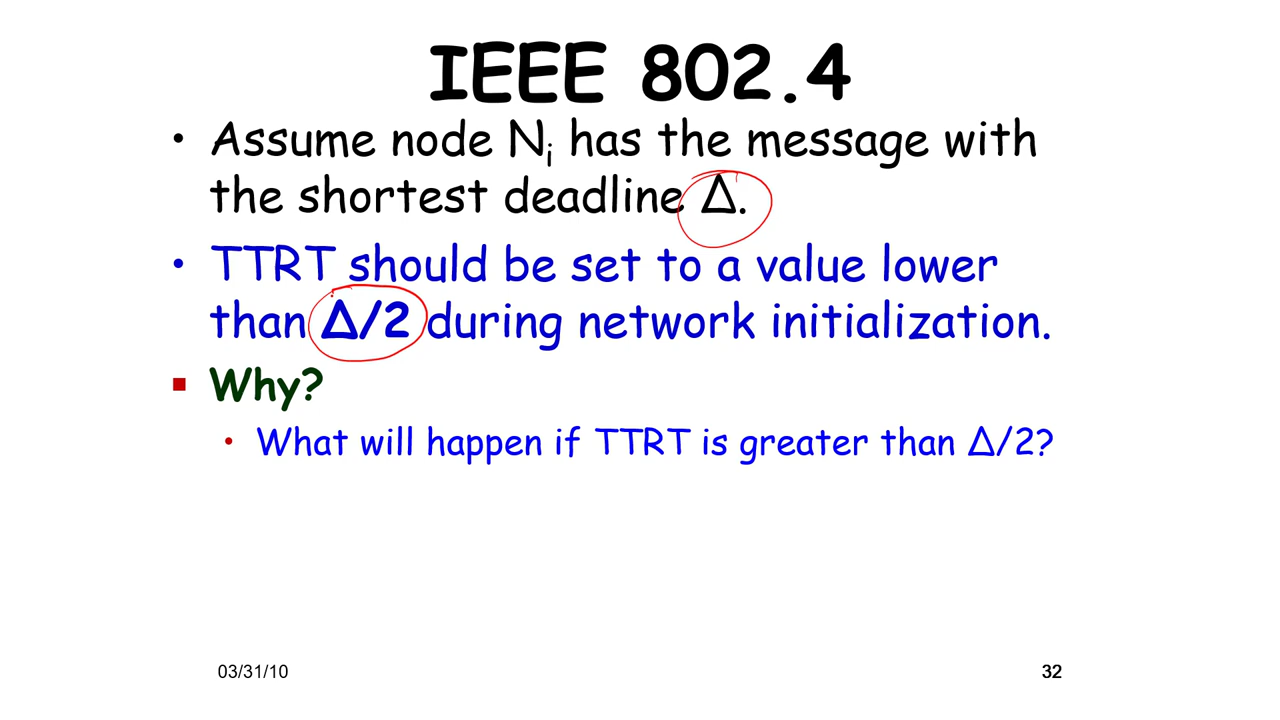 IEEE 802.4
• Assume node Ni has the message with
the shortest deadline Δ.
• TTRT should be set to a value lower
than Δ/2 during network initialization.
▪ Why?
• What will happen if TTRT is greater than Δ/2?
03/31/10
32